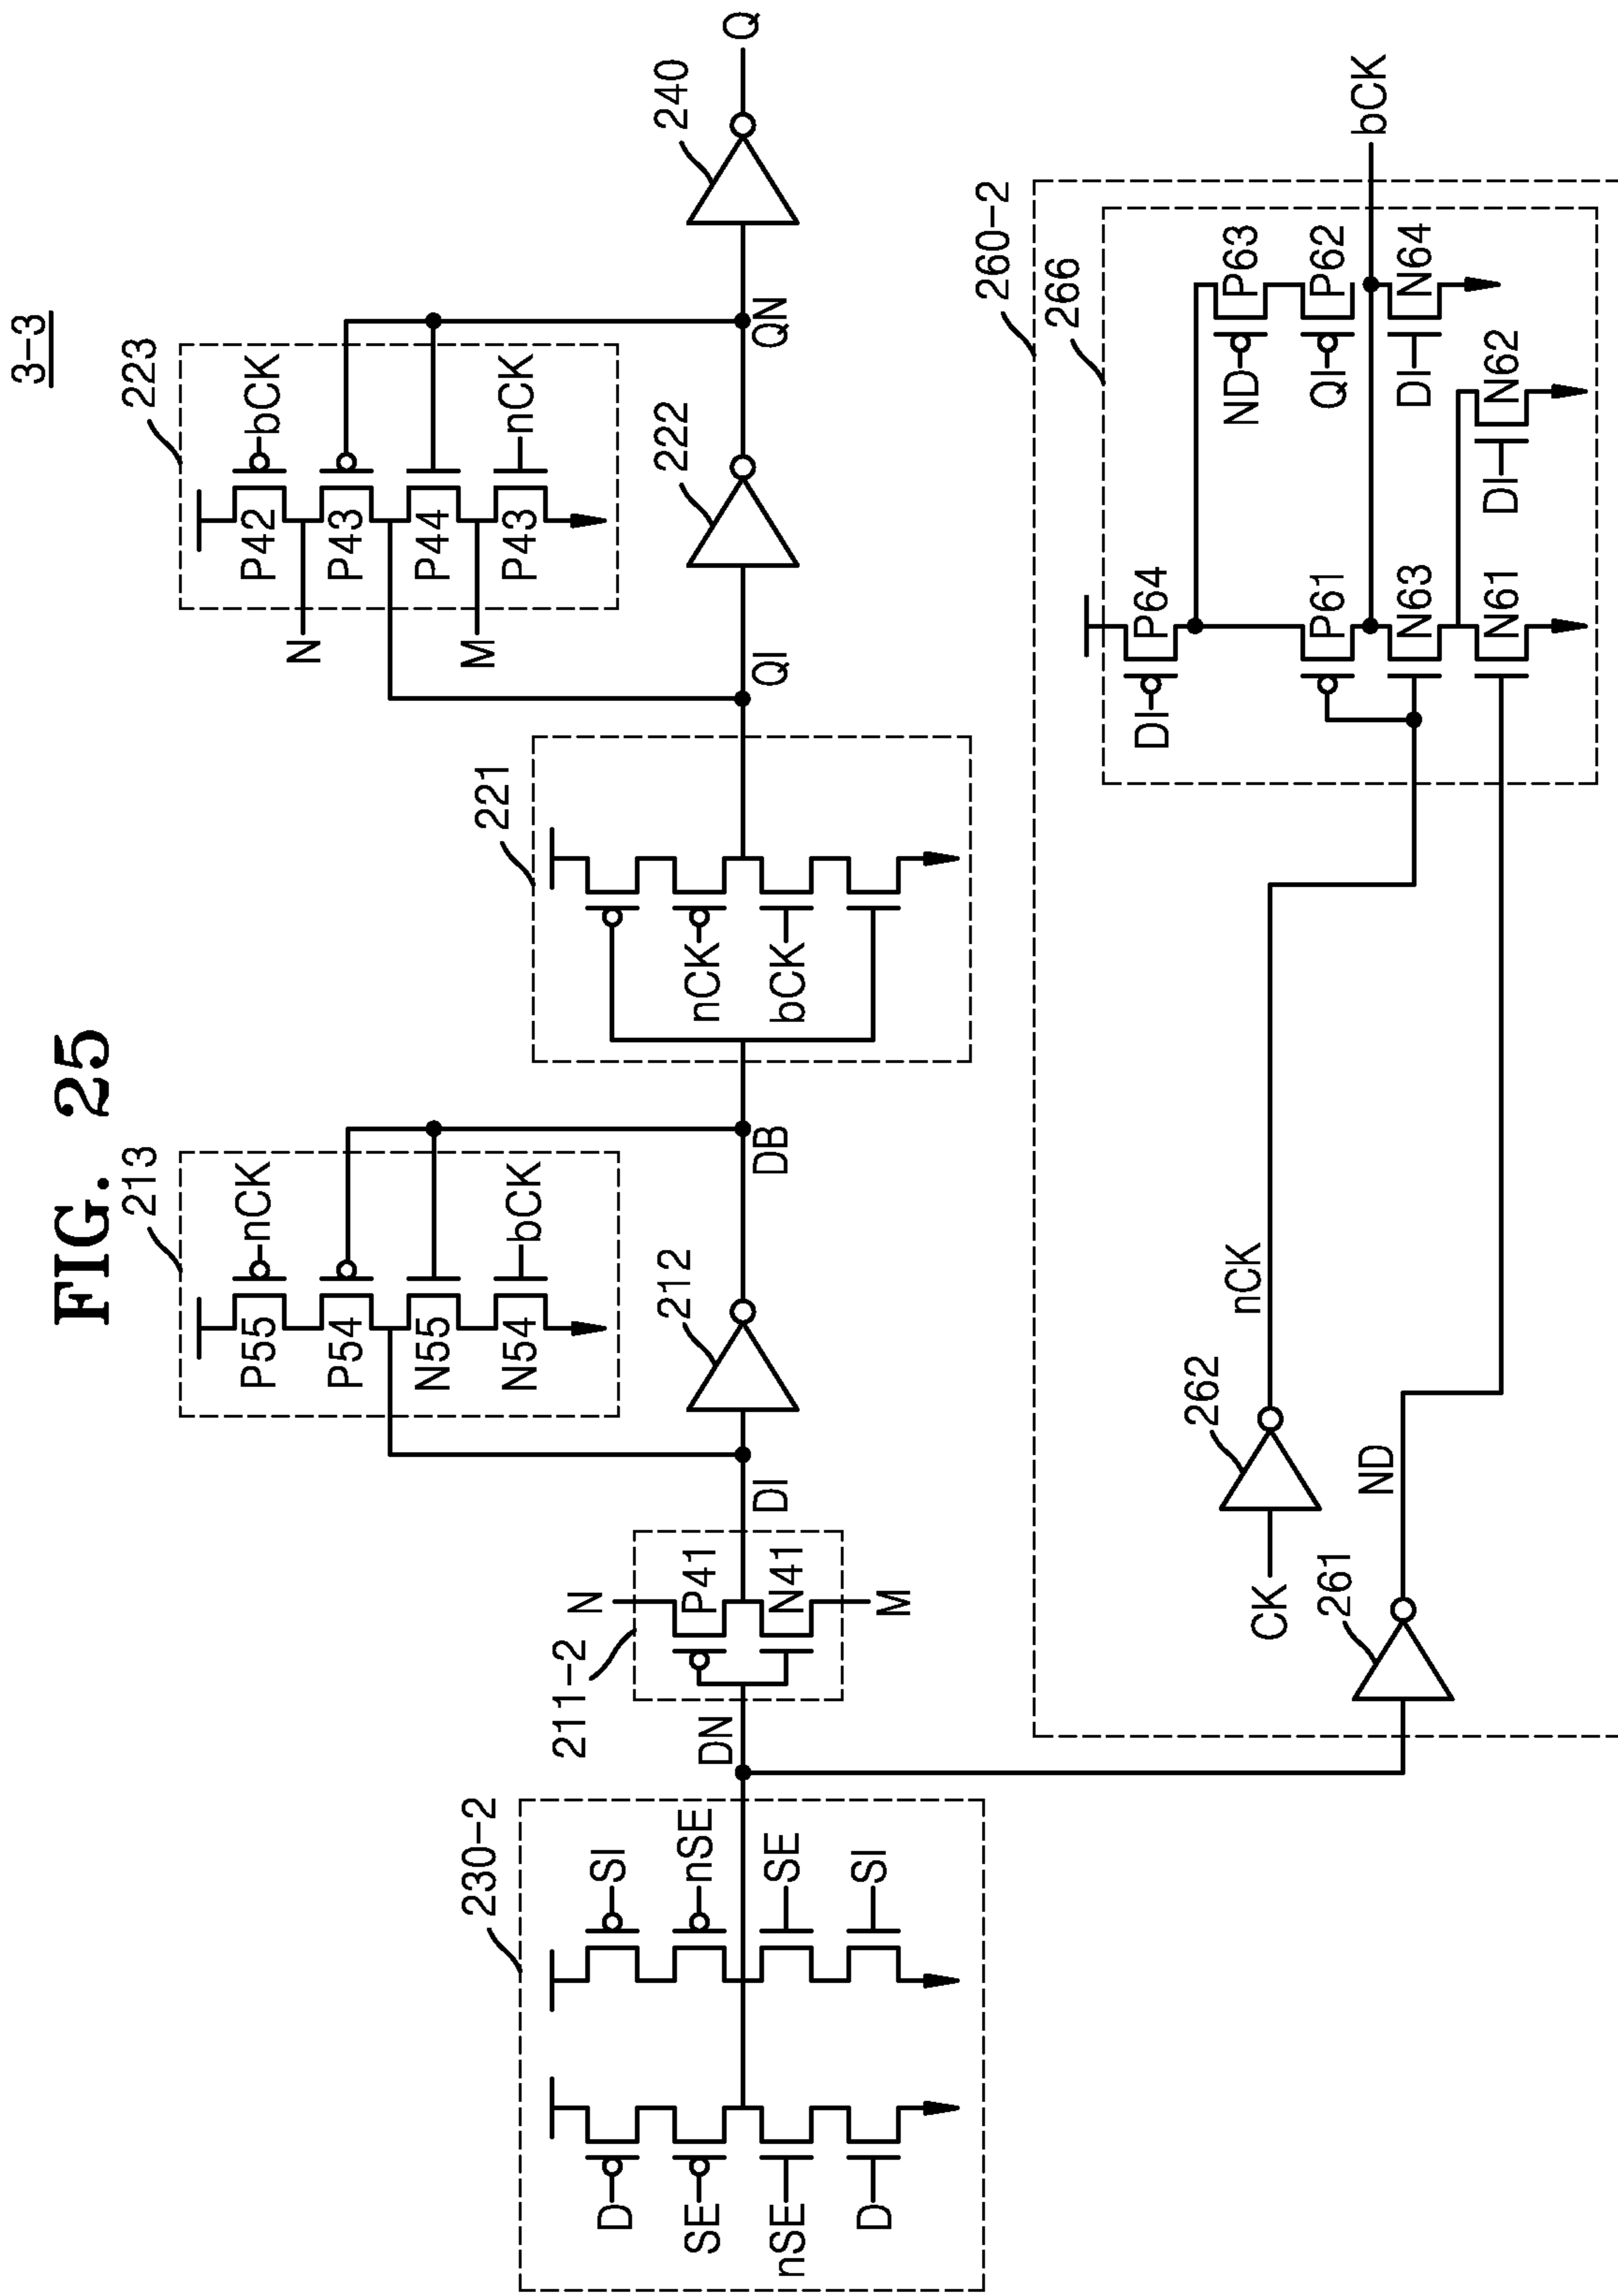 FIG. 25
3-3
230-2
D
SE
nSE
D
SI
nSE
SE
SI
DN
211-2
N
P41
N41
M
DI
213
P55
nCK
P54
N55
N54
bCK
212
DB
221
nCK
bCK
QI
223
P42
bCK
N
P43
P44
M
P43
nCK
222
QN
240
Q
260-2
261
ND
CK
262
nCK
266
DI
P64
P61
N63
N61
ND
P63
QI
P62
DI
N64
DI
N62
bCK